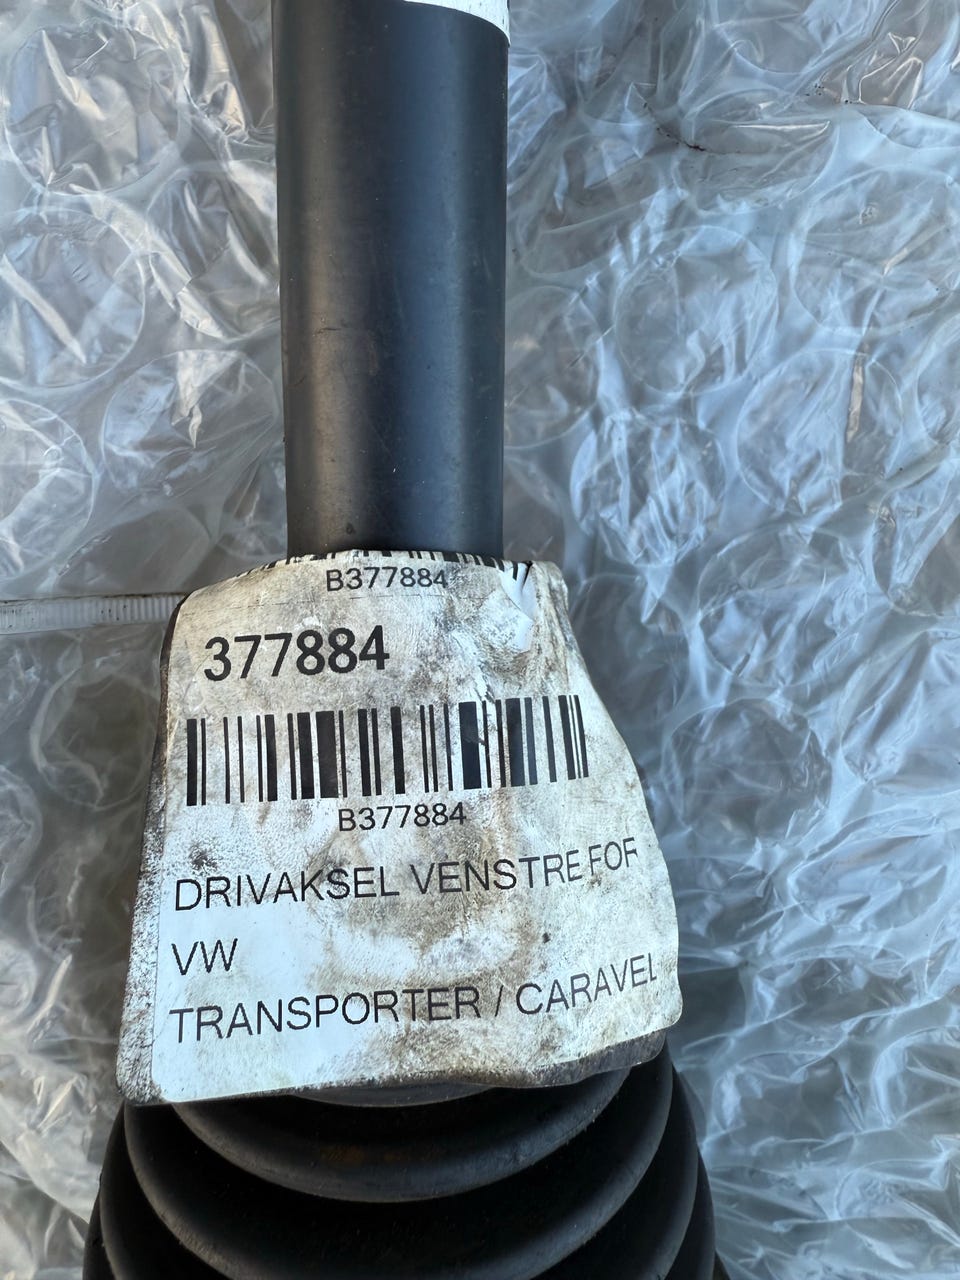 B377884
377884
B377884
DRIVAKSEL VENSTRE FOR
VW
TRANSPORTER / CARAVEL